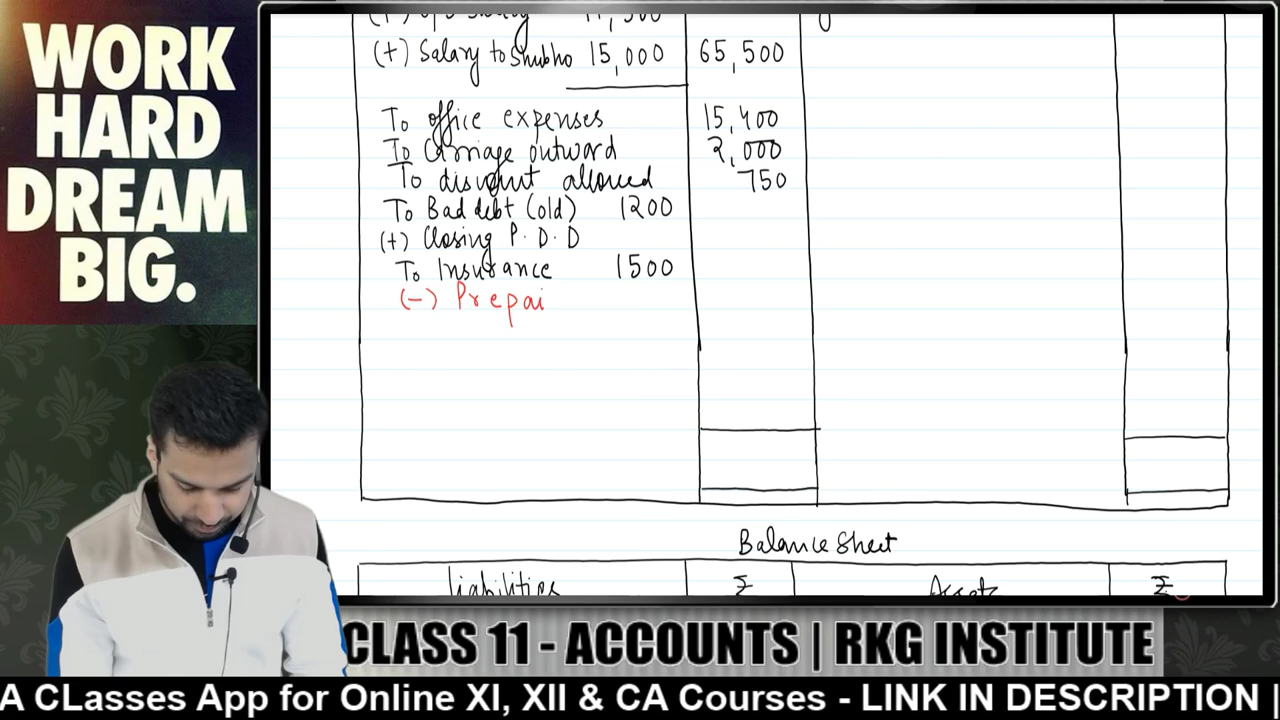 WORK
HARD
DREAM
BIG.
(+) Salary to Shubho 15,000 65,500
To office expenses 15,400
To Carriage outward 2,000
To discount allowed 750
To Bad debt (old) 1200
(+) Closing P.D.D
To Insurance 1500
(-) Prepai
Balance Sheet
Liabilities ₹ Assets ₹
CLASS 11 - ACCOUNTS | RKG INSTITUTE
A CLasses App for Online XI, XII & CA Courses - LINK IN DESCRIPTION |